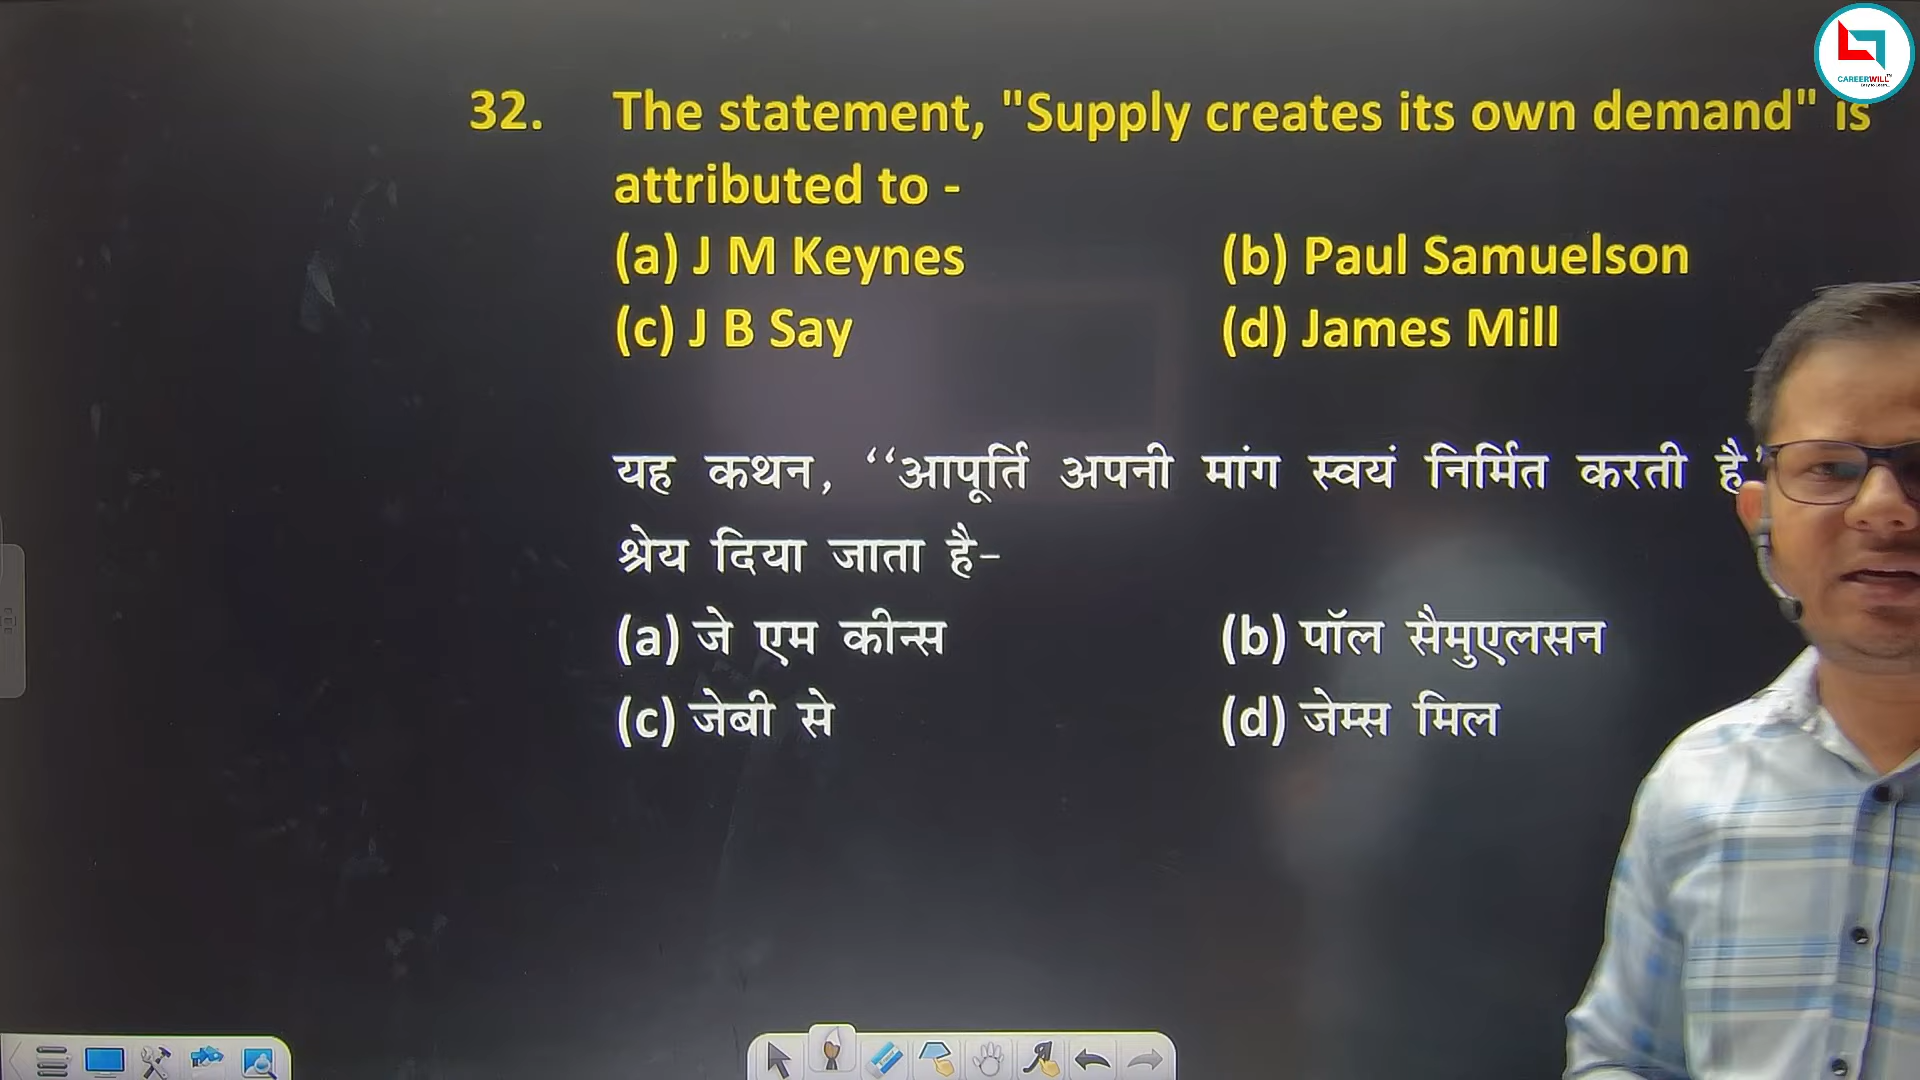 CAREERWILL
32. The statement, "Supply creates its own demand" is
attributed to -
(a) J M Keynes (b) Paul Samuelson
(c) J B Say (d) James Mill
यह कथन, ‘‘आपूर्ति अपनी मांग स्वयं निर्मित करती है’
श्रेय दिया जाता है-
(a) जे एम कीन्स (b) पॉल सैमुएलसन
(c) जेबी से (d) जेम्स मिल